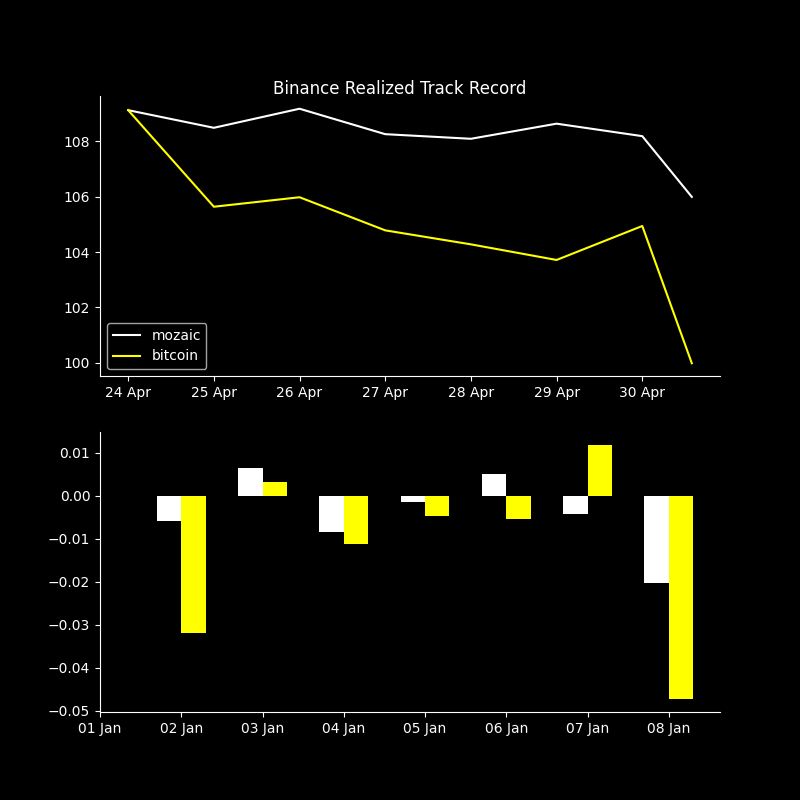 Binance Realized Track Record
108
106
104
102
100
mozaic
bitcoin
24 Apr 25 Apr 26 Apr 27 Apr 28 Apr 29 Apr 30 Apr
0.01
0.00
−0.01
−0.02
−0.03
−0.04
−0.05
01 Jan 02 Jan 03 Jan 04 Jan 05 Jan 06 Jan 07 Jan 08 Jan